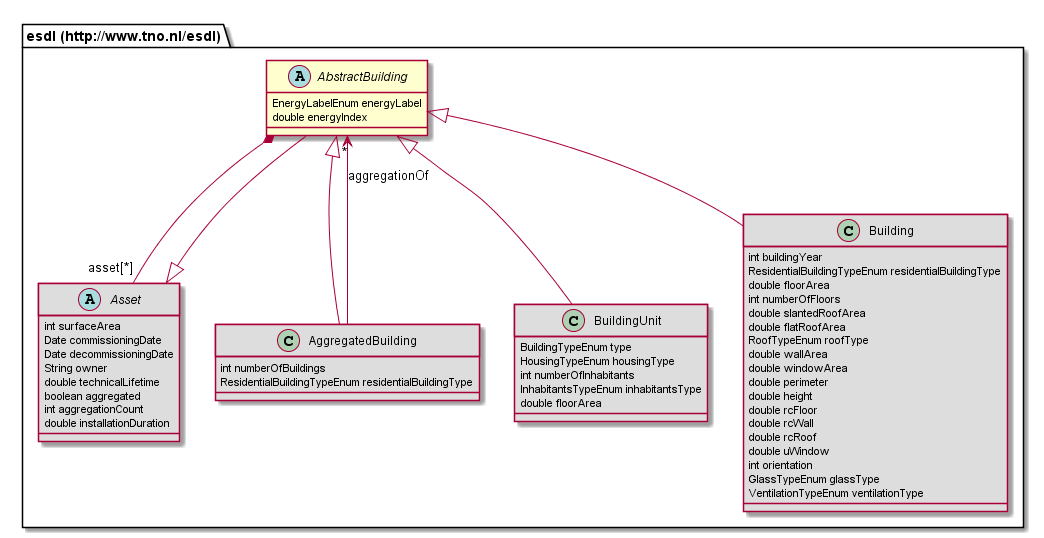 esdl (http://www.tno.nl/esdl)
A AbstractBuilding
EnergyLabelEnum energyLabel
double energyIndex
*
aggregationOf
asset[*]
A Asset
int surfaceArea
Date commissioningDate
Date decommissioningDate
String owner
double technicalLifetime
boolean aggregated
int aggregationCount
double installationDuration
C AggregatedBuilding
int numberOfBuildings
ResidentialBuildingTypeEnum residentialBuildingType
C BuildingUnit
BuildingTypeEnum type
HousingTypeEnum housingType
int numberOfInhabitants
InhabitantsTypeEnum inhabitantsType
double floorArea
C Building
int buildingYear
ResidentialBuildingTypeEnum residentialBuildingType
double floorArea
int numberOfFloors
double slantedRoofArea
double flatRoofArea
RoofTypeEnum roofType
double wallArea
double windowArea
double perimeter
double height
double rcFloor
double rcWall
double rcRoof
double uWindow
int orientation
GlassTypeEnum glassType
VentilationTypeEnum ventilationType